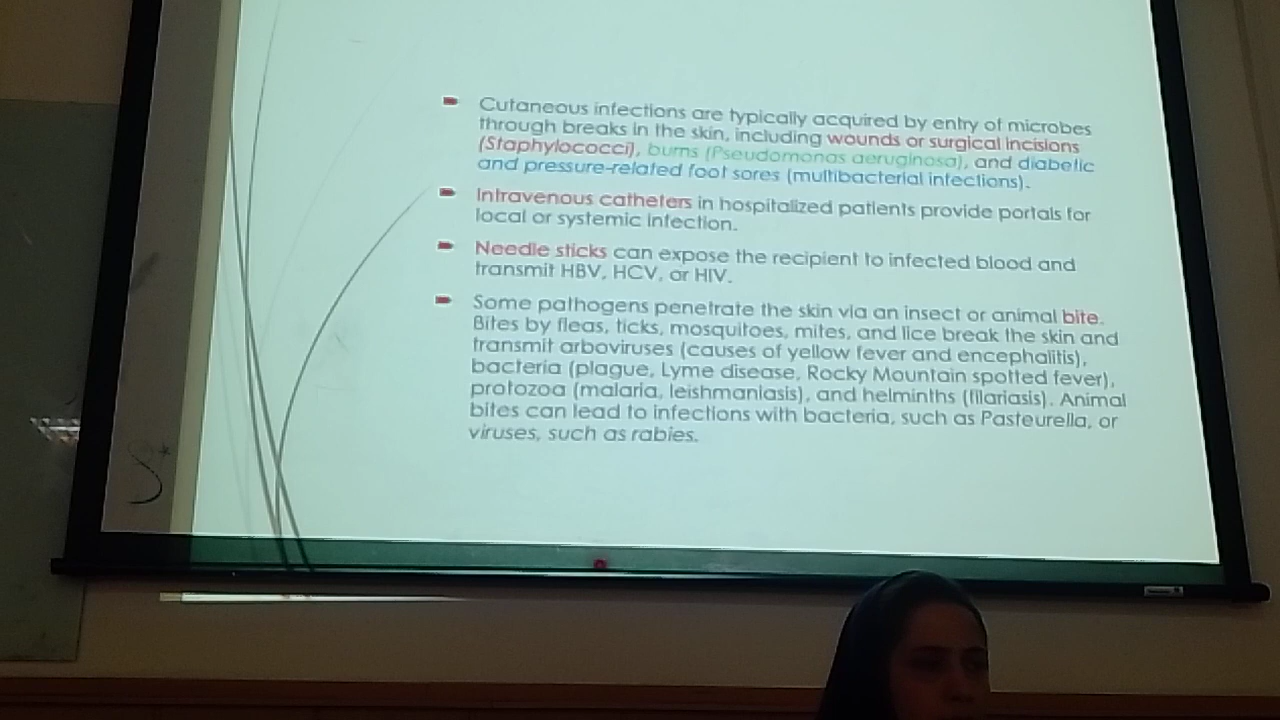 Cutaneous infections are typically acquired by entry of microbes
through breaks in the skin, including wounds or surgical incisions
(Staphylococci), burns (Pseudomonas aeruginosa), and diabetic
and pressure-related foot sores (multibacterial infections).
Intravenous catheters in hospitalized patients provide portals for
local or systemic infection.
Needle sticks can expose the recipient to infected blood and
transmit HBV, HCV, or HIV.
Some pathogens penetrate the skin via an insect or animal bite.
Bites by fleas, ticks, mosquitoes, mites, and lice break the skin and
transmit arboviruses (causes of yellow fever and encephalitis),
bacteria (plague, Lyme disease, Rocky Mountain spotted fever),
protozoa (malaria, leishmaniasis), and helminths (filariasis). Animal
bites can lead to infections with bacteria, such as Pasteurella, or
viruses, such as rabies.